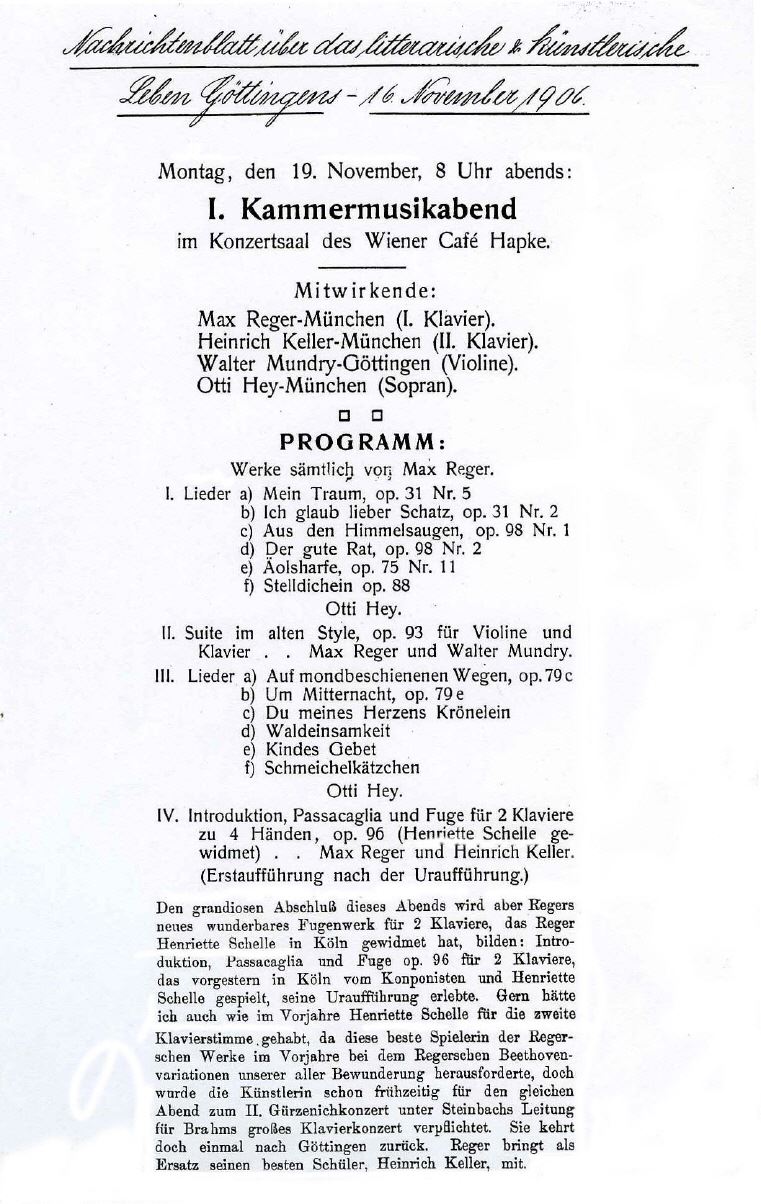 Nachrichtenblatt über das litterarische & künstlerische
Leben Göttingens - 16. November 1906.
Montag, den 19. November, 8 Uhr abends:
I. Kammermusikabend
im Konzertsaal des Wiener Café Hapke.
Mitwirkende:
Max Reger-München (I. Klavier).
Heinrich Keller-München (II. Klavier).
Walter Mundry-Göttingen (Violine).
Otti Hey-München (Sopran).
PROGRAMM:
Werke sämtlich von Max Reger.
I. Lieder a) Mein Traum, op. 31 Nr. 5
b) Ich glaub lieber Schatz, op. 31 Nr. 2
c) Aus den Himmelsaugen, op. 98 Nr. 1
d) Der gute Rat, op. 98 Nr. 2
e) Äolsharfe, op. 75 Nr. 11
f) Stelldichein op. 88
Otti Hey.
II. Suite im alten Style, op. 93 für Violine und
Klavier . . Max Reger und Walter Mundry.
III. Lieder a) Auf mondbeschienenen Wegen, op. 79 c
b) Um Mitternacht, op. 79 e
c) Du meines Herzens Krönelein
d) Waldeinsamkeit
e) Kindes Gebet
f) Schmeichelkätzchen
Otti Hey.
IV. Introduktion, Passacaglia und Fuge für 2 Klaviere
zu 4 Händen, op. 96 (Henriette Schelle ge-
widmet) . . Max Reger und Heinrich Keller.
(Erstaufführung nach der Uraufführung.)
Den grandiosen Abschluß dieses Abends wird aber Regers
neues wunderbares Fugenwerk für 2 Klaviere, das Reger
Henriette Schelle in Köln gewidmet hat, bilden: Intro-
duktion, Passacaglia und Fuge op. 96 für 2 Klaviere,
das vorgestern in Köln vom Konponisten und Henriette
Schelle gespielt, seine Uraufführung erlebte. Gern hätte
ich auch wie im Vorjahre Henriette Schelle für die zweite
Klavierstimme gehabt, da diese beste Spielerin der Reger-
schen Werke im Vorjahre bei dem Regerschen Beethoven-
variationen unserer aller Bewunderung herausforderte, doch
wurde die Künstlerin schon frühzeitig für den gleichen
Abend zum II. Gürzenichkonzert unter Steinbachs Leitung
für Brahms großes Klavierkonzert verpflichtet. Sie kehrt
doch einmal nach Göttingen zurück. Reger bringt als
Ersatz seinen besten Schüler, Heinrich Keller, mit.